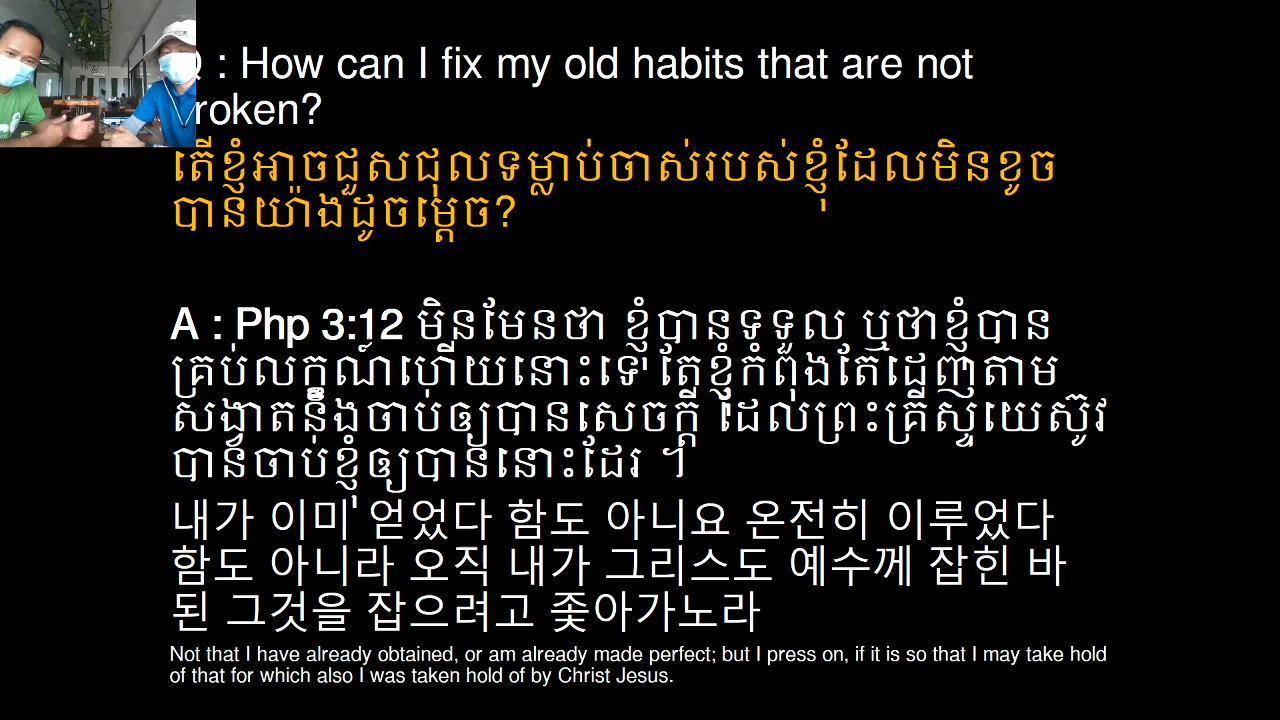 : How can I fix my old habits that are not
roken?
តើខ្ញុំអាចជួសជុលទម្លាប់ចាស់របស់ខ្ញុំដែលមិនខូច
បានយ៉ាងដូចម្តេច?
A : Php 3:12 មិនមែនថា ខ្ញុំបានទទួល ឬថាខ្ញុំបាន
គ្រប់លក្ខណ៍ហើយនោះទេ តែខ្ញុំកំពុងតែដេញតាម
សង្វាតនឹងចាប់ឲ្យបានសេចក្តី ដែលព្រះគ្រីស្ទយេស៊ូវ
បានចាប់ខ្ញុំឲ្យបាននោះដែរ ។
내가 이미 얻었다 함도 아니요 온전히 이루었다
함도 아니라 오직 내가 그리스도 예수께 잡힌 바
된 그것을 잡으려고 좇아가노라
Not that I have already obtained, or am already made perfect; but I press on, if it is so that I may take hold
of that for which also I was taken hold of by Christ Jesus.